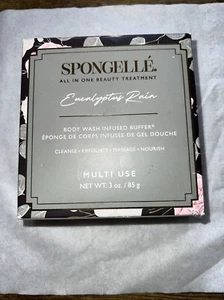 SPONGELLÉ®
ALL IN ONE BEAUTY TREATMENT
Eucalyptus Rain
BODY WASH INFUSED BUFFER®
ÉPONGE DE CORPS INFUSÉE DE GEL DOUCHE
CLEANSE • EXFOLIATE • MASSAGE • NOURISH
MULTI USE
NET WT. 3 oz. / 85 g